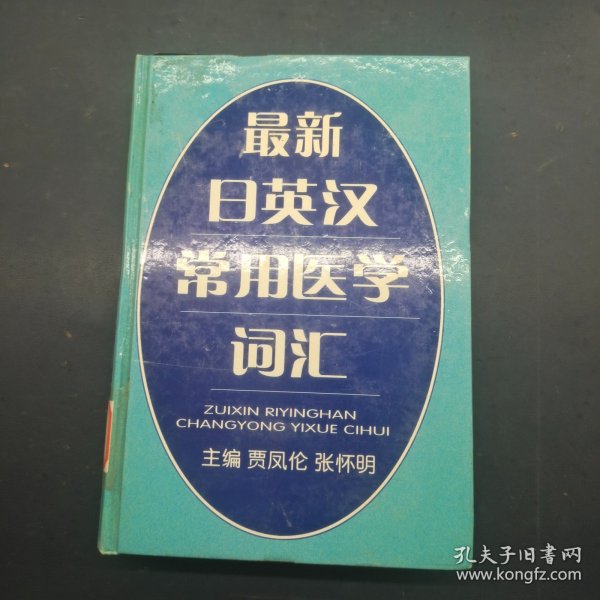 最新
日英汉
常用医学
词汇
ZUIXIN RIYINGHAN
CHANGYONG YIXUE CIHUI
主编 贾凤伦 张怀明
孔夫子旧书网
www.kongfz.com